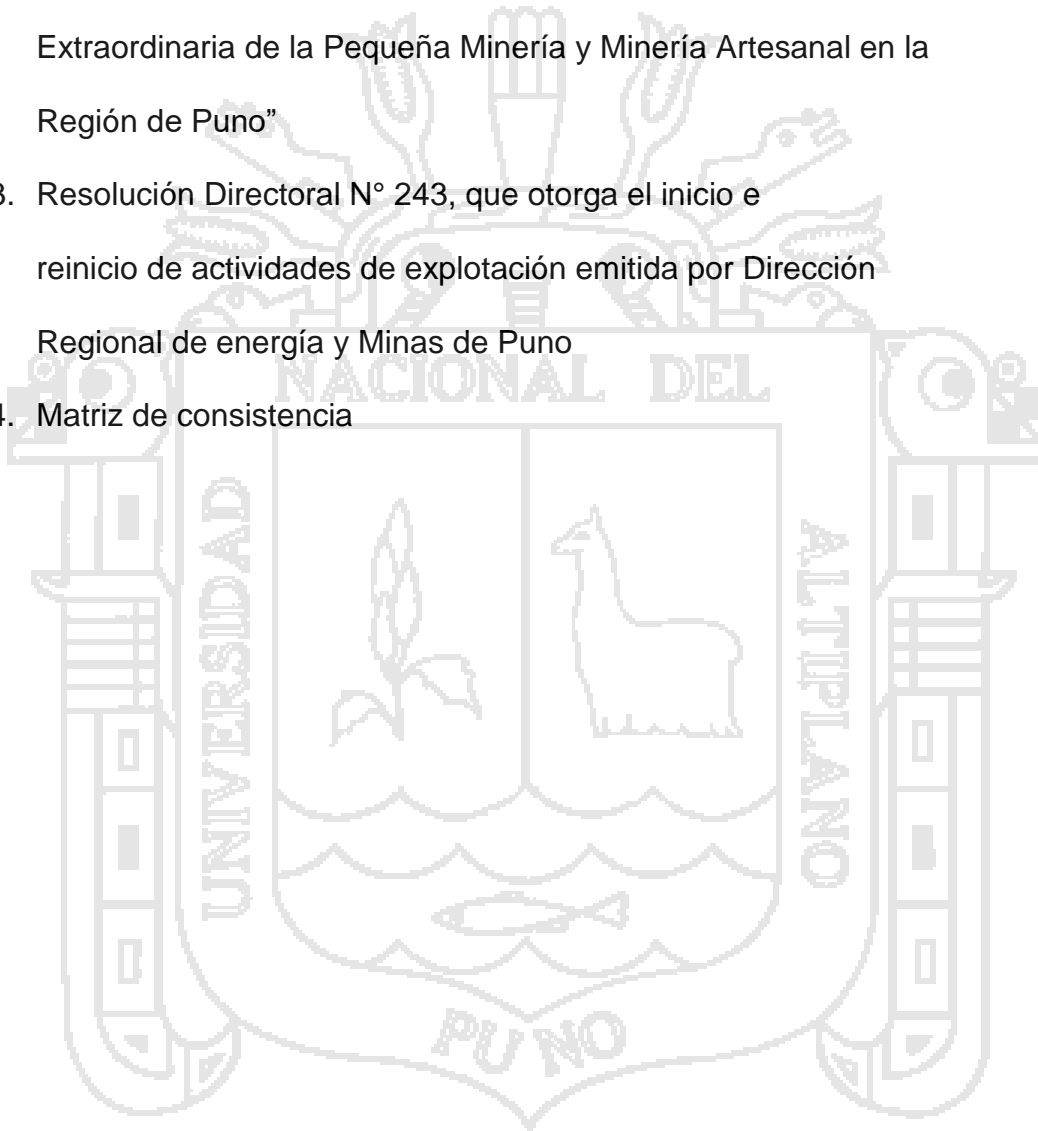 Extraordinaria de la Pequeña Minería y Minería Artesanal en la
Región de Puno”
3. Resolución Directoral N° 243, que otorga el inicio e
reinicio de actividades de explotación emitida por Dirección
Regional de energía y Minas de Puno
4. Matriz de consistencia
NACIONAL DEL
UNIVERSIDAD
ALTIPLANO
PUNO